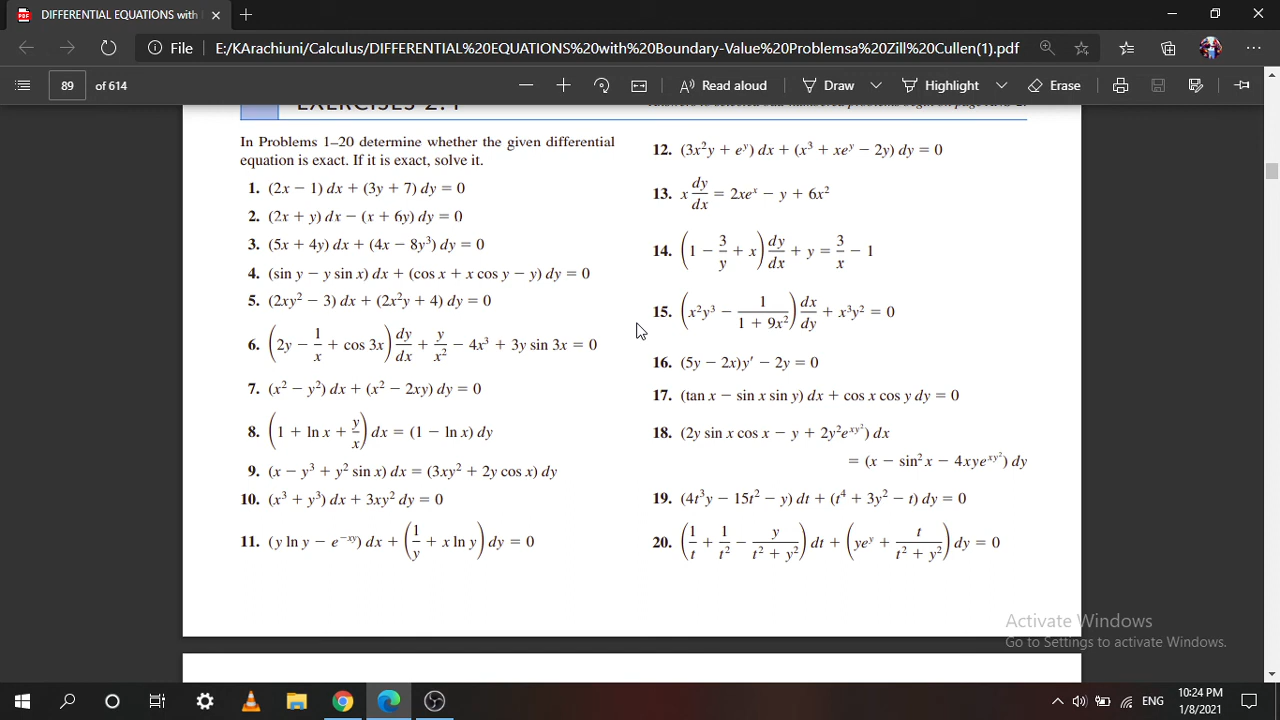 DIFFERENTIAL EQUATIONS with
File E:/KArachiuni/Calculus/DIFFERENTIAL%20EQUATIONS%20with%20Boundary-Value%20Problemsa%20Zill%20Cullen(1).pdf
89 of 614 Read aloud Draw Highlight Erase
In Problems 1–20 determine whether the given differential
equation is exact. If it is exact, solve it.
1. (2x − 1) dx + (3y + 7) dy = 0
2. (2x + y) dx − (x + 6y) dy = 0
3. (5x + 4y) dx + (4x − 8y³) dy = 0
4. (sin y − y sin x) dx + (cos x + x cos y − y) dy = 0
5. (2xy² − 3) dx + (2x²y + 4) dy = 0
6. (2y − 1/x + cos 3x) dy/dx + y/x² − 4x³ + 3y sin 3x = 0
7. (x² − y²) dx + (x² − 2xy) dy = 0
8. (1 + ln x + y/x) dx = (1 − ln x) dy
9. (x − y³ + y² sin x) dx = (3xy² + 2y cos x) dy
10. (x³ + y³) dx + 3xy² dy = 0
11. (y ln y − e^(−xy)) dx + (1/y + x ln y) dy = 0
12. (3x²y + e^y) dx + (x³ + xe^y − 2y) dy = 0
13. x dy/dx = 2xe^x − y + 6x²
14. (1 − 3/y + x) dy/dx + y = 3/x − 1
15. (x²y³ − 1/(1 + 9x²)) dx/dy + x³y² = 0
16. (5y − 2x)y′ − 2y = 0
17. (tan x − sin x sin y) dx + cos x cos y dy = 0
18. (2y sin x cos x − y + 2y²e^(xy²)) dx
= (x − sin² x − 4xye^(xy²)) dy
19. (4t³y − 15t² − y) dt + (t⁴ + 3y² − t) dy = 0
20. (1/t + 1/t² − y/(t² + y²)) dt + (ye^y + t/(t² + y²)) dy = 0
Activate Windows
Go to Settings to activate Windows.
ENG
10:24 PM
1/8/2021